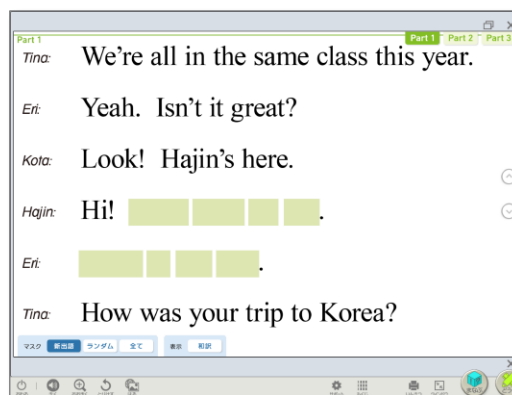 Part 1
Part 1 Part 2 Part 3
Tina: We're all in the same class this year.
Eri: Yeah. Isn't it great?
Kota: Look! Hajin's here.
Hajin: Hi! .
Eri: .
Tina: How was your trip to Korea?
マスク 新出語 ランダム 全て 表示 和訳